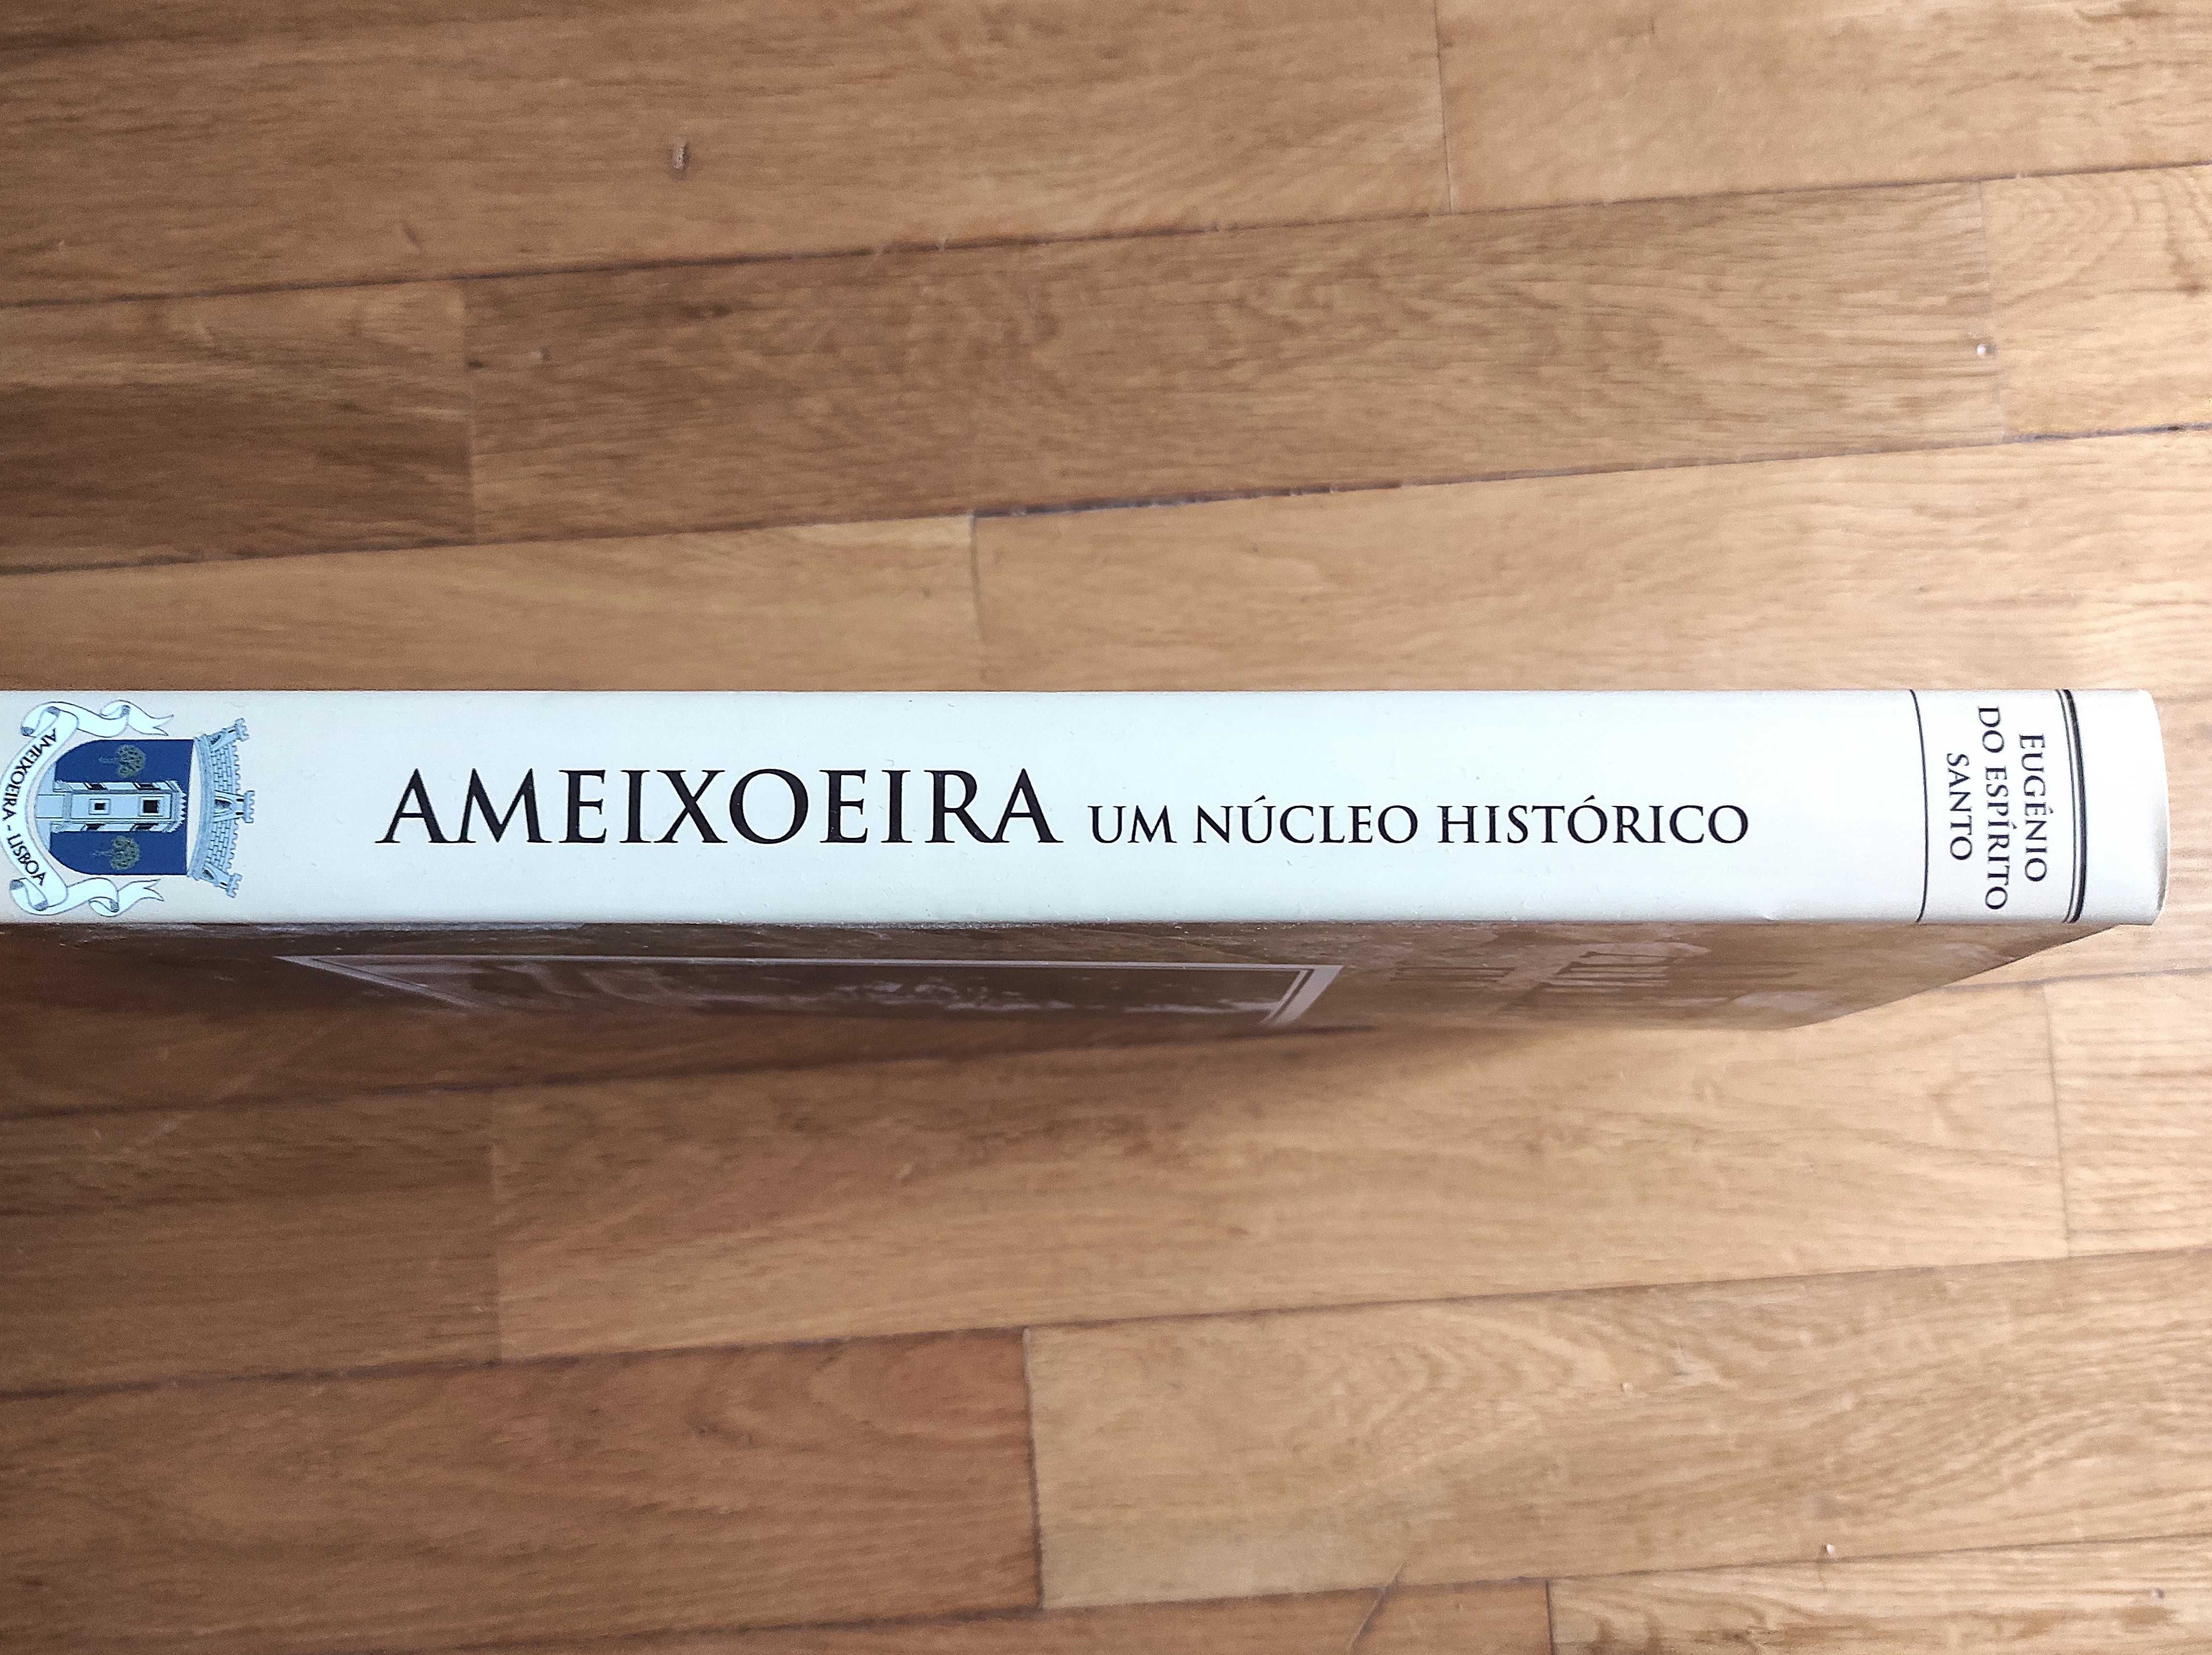 AMEIXOEIRA - LISBOA
AMEIXOEIRA UM NÚCLEO HISTÓRICO
EUGÉNIO
DO ESPÍRITO
SANTO